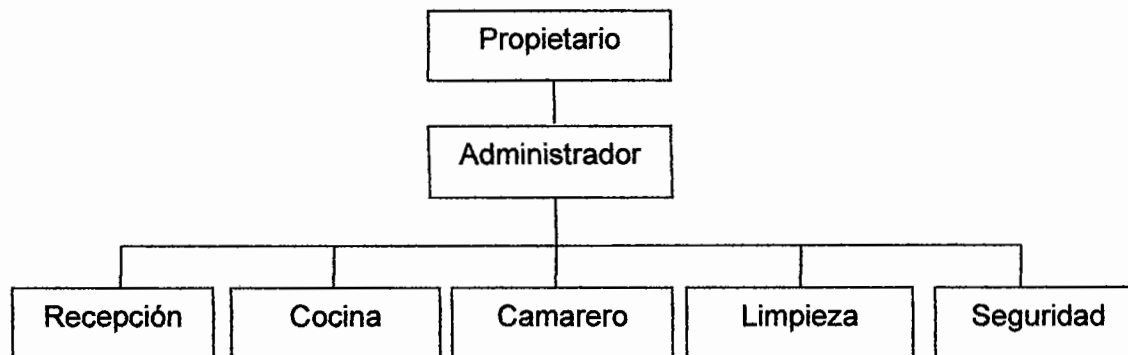 Propietario
Administrador
Recepción
Cocina
Camarero
Limpieza
Seguridad